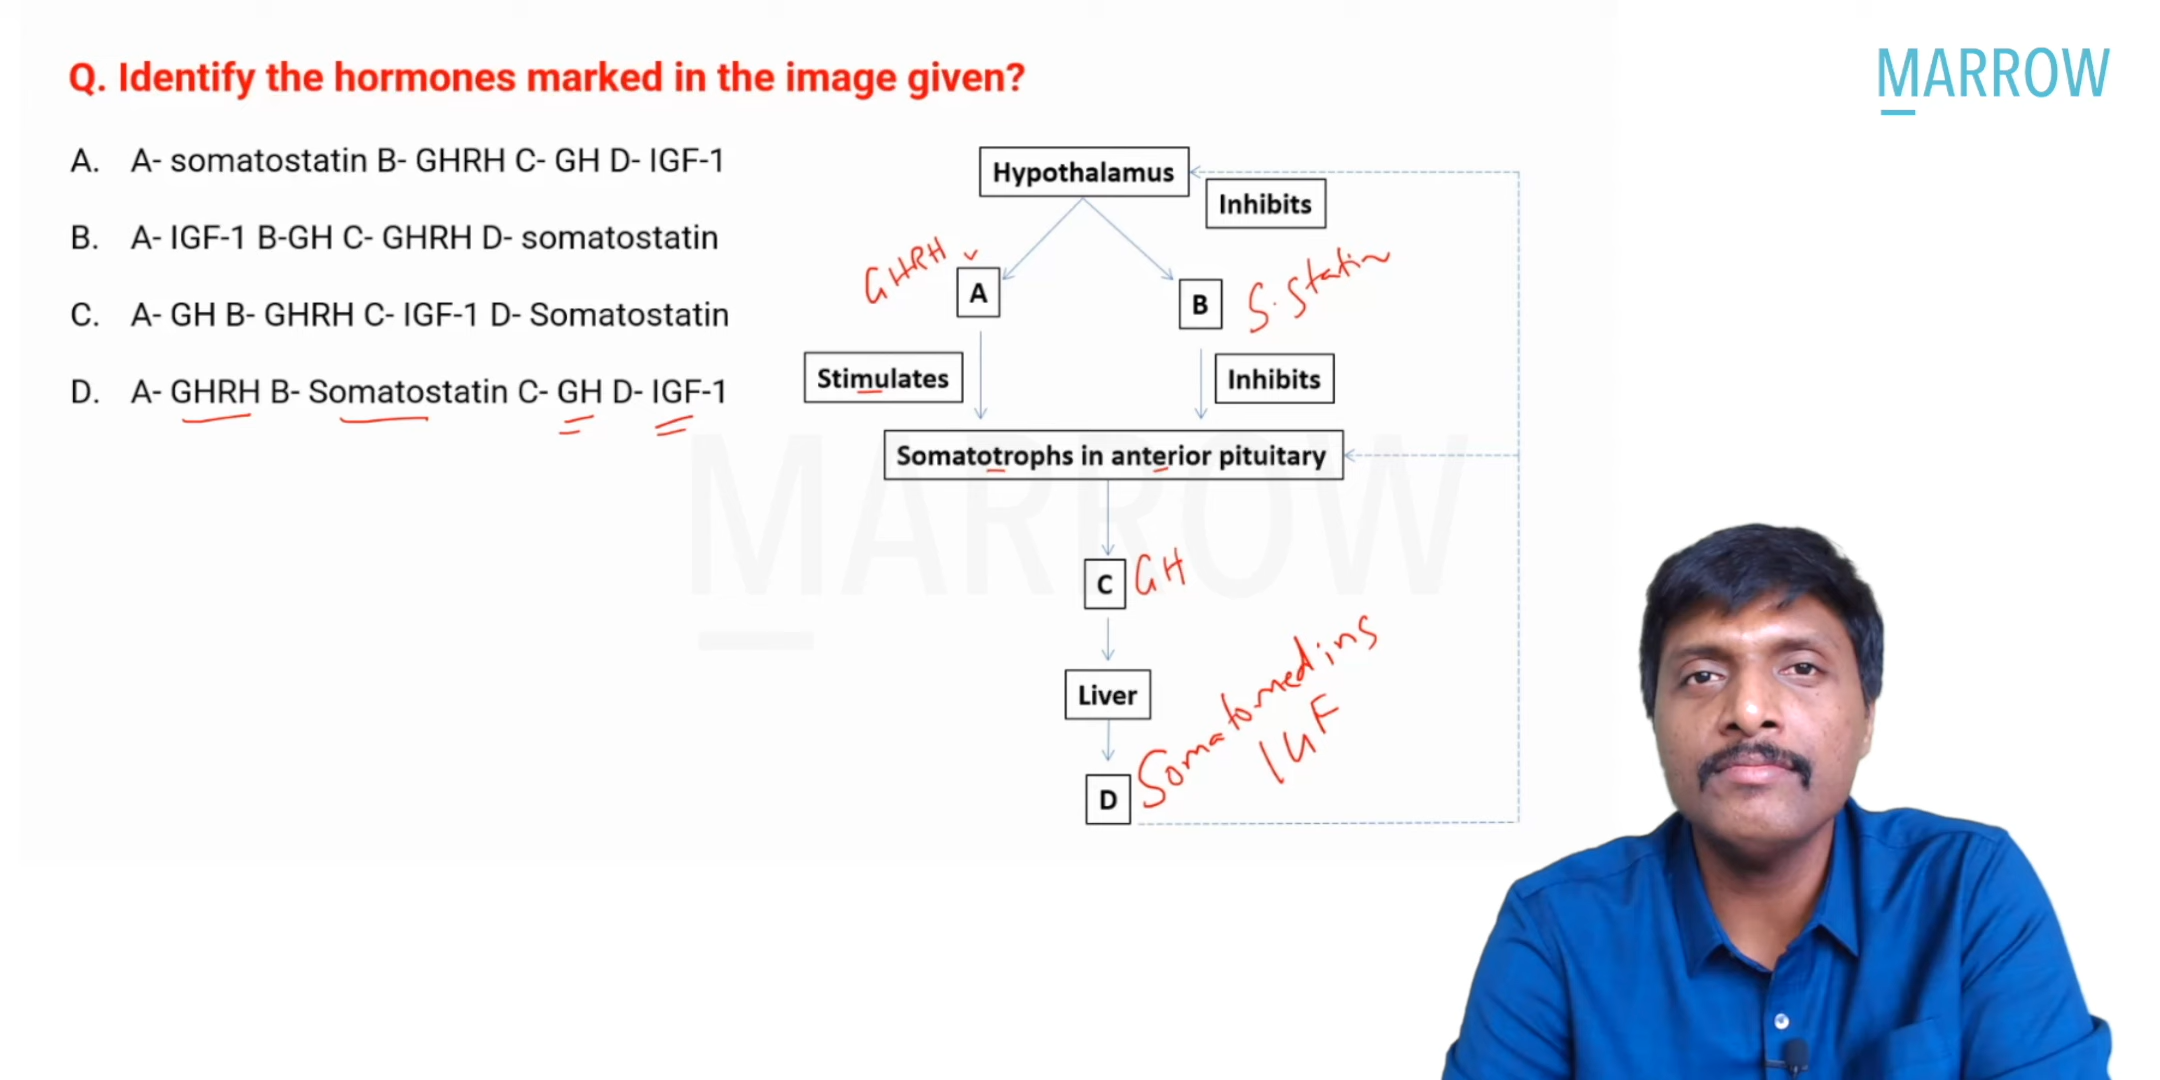 Q. Identify the hormones marked in the image given?
MARROW
A. A- somatostatin B- GHRH C- GH D- IGF-1
B. A- IGF-1 B-GH C- GHRH D- somatostatin
C. A- GH B- GHRH C- IGF-1 D- Somatostatin
D. A- GHRH B- Somatostatin C- GH D- IGF-1
Hypothalamus
Inhibits
GHRH
A
B
S.Statin
Stimulates
Inhibits
Somatotrophs in anterior pituitary
MARROW
C
GH
Liver
D
Somatomedins
IGF